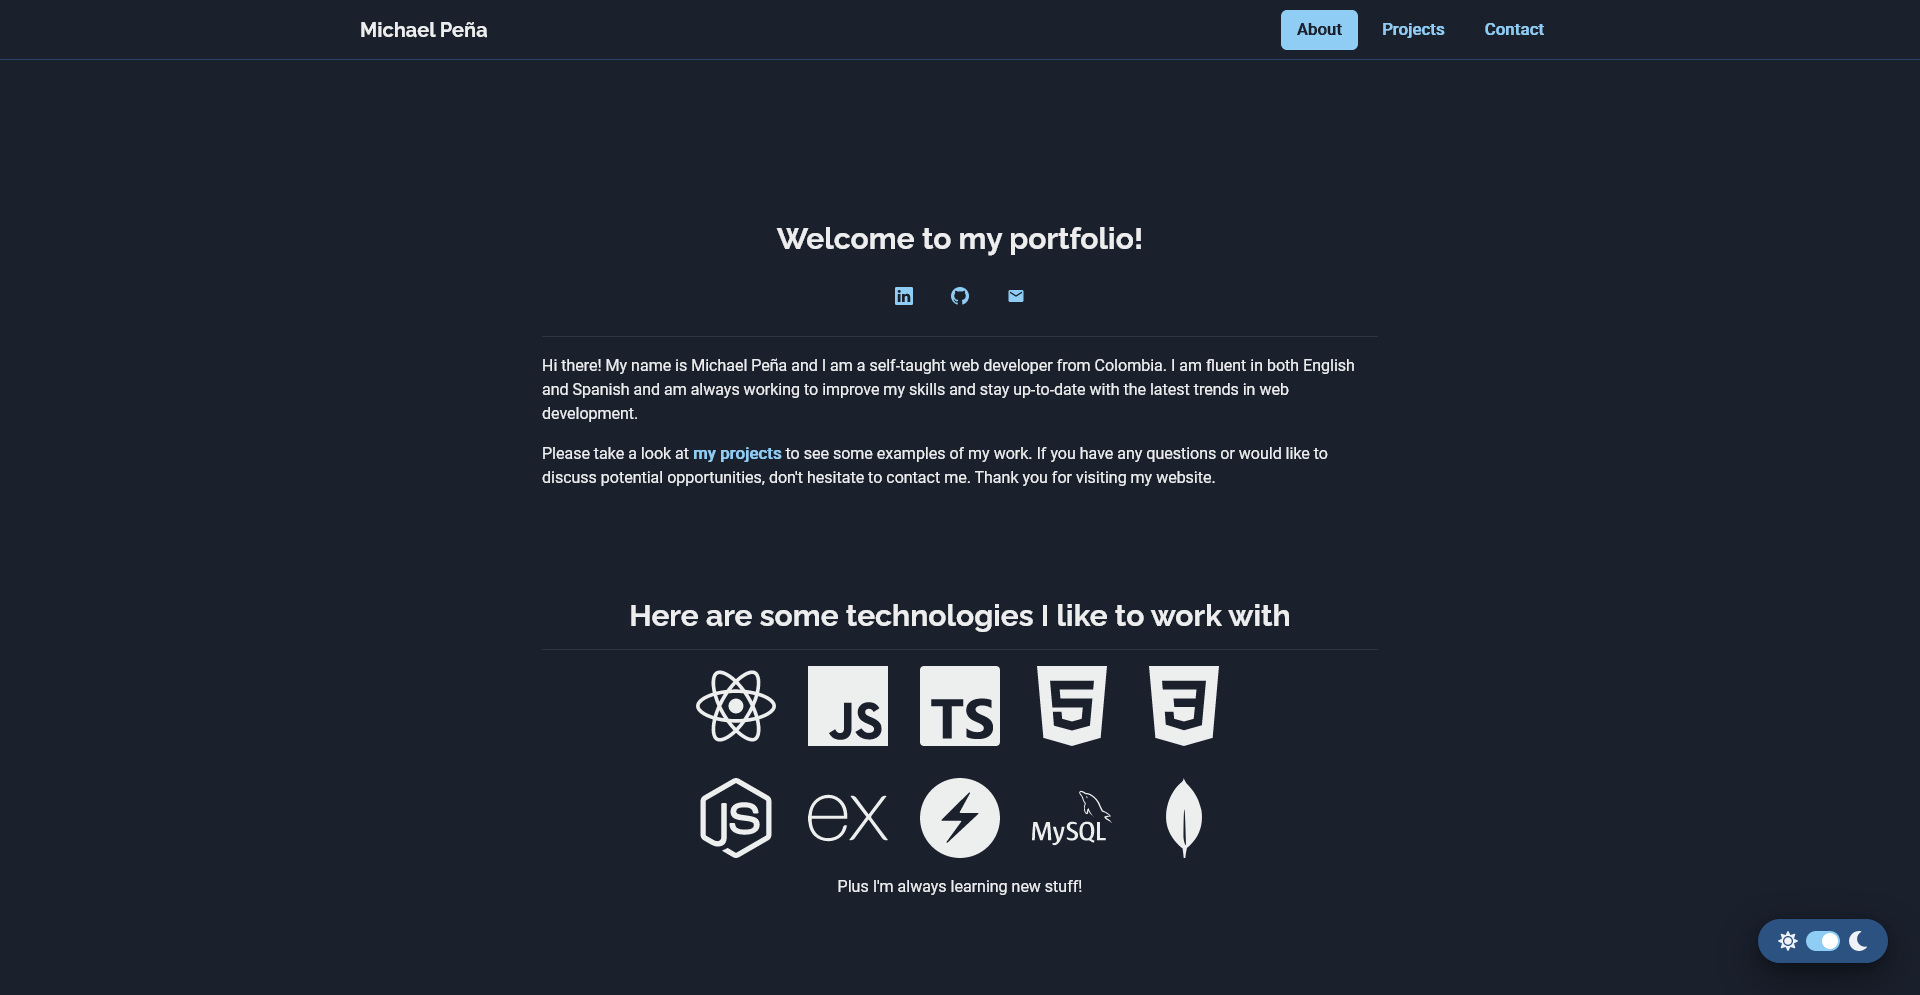 Michael Peña
About
Projects
Contact
Welcome to my portfolio!
in
Hi there! My name is Michael Peña and I am a self-taught web developer from Colombia. I am fluent in both English
and Spanish and am always working to improve my skills and stay up-to-date with the latest trends in web
development.
Please take a look at my projects to see some examples of my work. If you have any questions or would like to
discuss potential opportunities, don't hesitate to contact me. Thank you for visiting my website.
Here are some technologies I like to work with
JS
TS
5
3
JS
ex
MySQL
Plus I'm always learning new stuff!